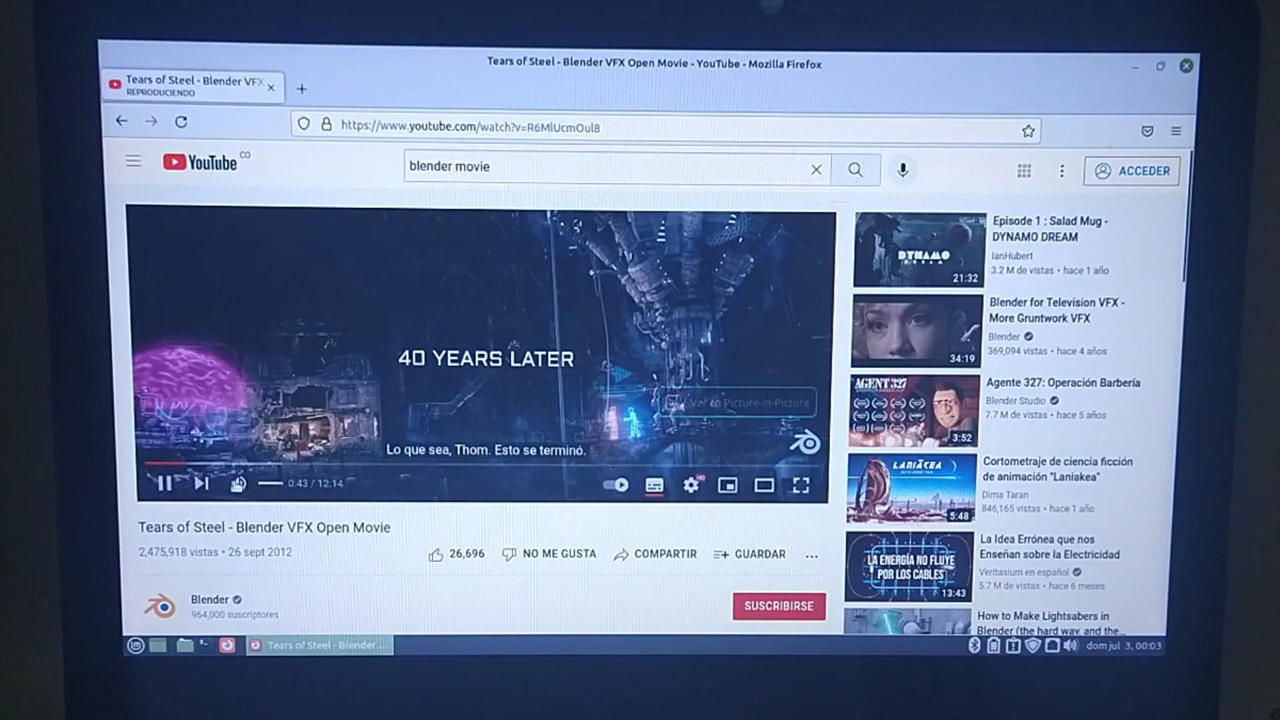 Tears of Steel - Blender VFX Open Movie - YouTube - Mozilla Firefox
Tears of Steel - Blender VFX
REPRODUCIENDO
https://www.youtube.com/watch?v=R6MlUcmOul8
YouTube CO
blender movie
ACCEDER
40 YEARS LATER
Ver en Picture-in-Picture
Lo que sea, Thom. Esto se terminó.
0:43 / 12:14
Tears of Steel - Blender VFX Open Movie
2,475,918 vistas • 26 sept 2012
26,696
NO ME GUSTA
COMPARTIR
GUARDAR
Blender
964,000 suscriptores
SUSCRIBIRSE
DYNAMO
DREAM
21:32
Episode 1 : Salad Mug -
DYNAMO DREAM
IanHubert
3.2 M de vistas • hace 1 año
34:19
Blender for Television VFX -
More Gruntwork VFX
Blender
369,094 vistas • hace 4 años
AGENT 327
3:52
Agente 327: Operación Barbería
Blender Studio
7.7 M de vistas • hace 5 años
LANIAKEA
5:48
Cortometraje de ciencia ficción
de animación "Laniakea"
Dima Taran
846,165 vistas • hace 1 año
LA ENERGÍA NO FLUYE
POR LOS CABLES
13:43
La Idea Errónea que nos
Enseñan sobre la Electricidad
Veritasium en español
5.7 M de vistas • hace 6 meses
How to Make Lightsabers in
Blender (the hard way, and the...
Tears of Steel - Blender ...
dom jul 3, 00:03